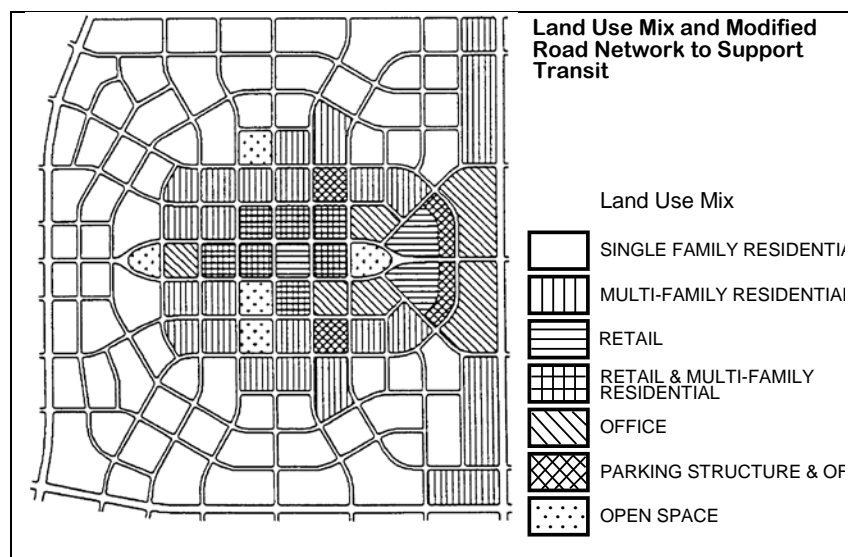 Land Use Mix and Modified
Road Network to Support
Transit
Land Use Mix
SINGLE FAMILY RESIDENTIA
MULTI-FAMILY RESIDENTIAL
RETAIL
RETAIL & MULTI-FAMILY
RESIDENTIAL
OFFICE
PARKING STRUCTURE & OF
OPEN SPACE